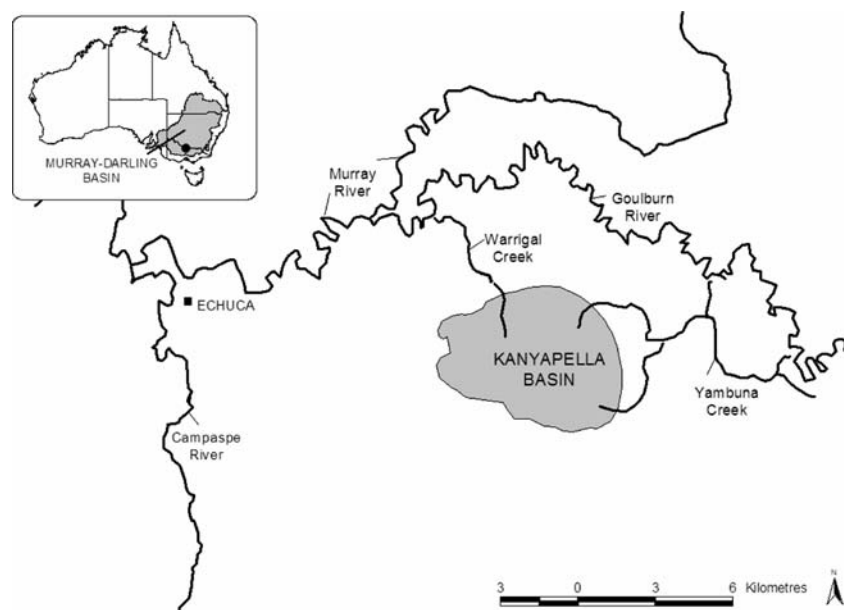 MURRAY-DARLING
BASIN
Murray
River
Goulburn
River
Warrigal
Creek
ECHUCA
KANYAPELLA
BASIN
Yambuna
Creek
Campaspe
River
N
3 0 3 6 Kilometres